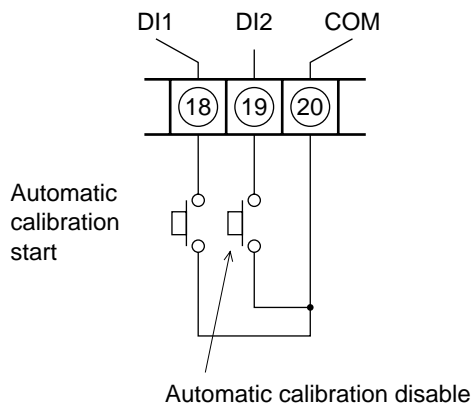 DI1 DI2 COM
18 19 20
Automatic
calibration
start
Automatic calibration disable